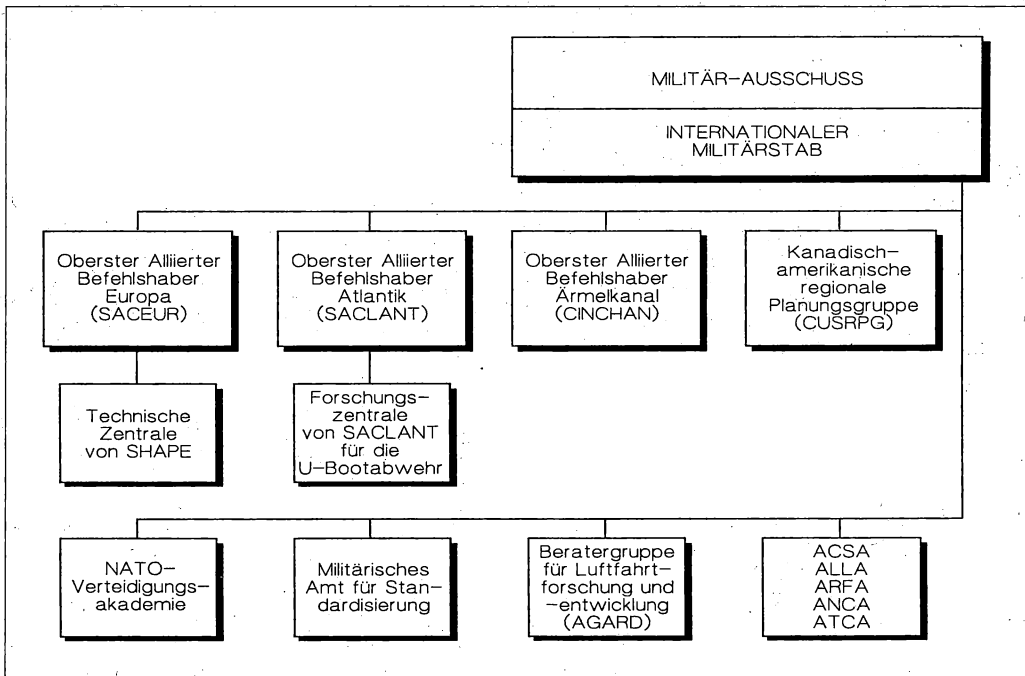 MILITÄR-AUSSCHUSS
INTERNATIONALER
MILITÄRSTAB
Oberster Alliierter
Befehlshaber
Europa
(SACEUR)
Oberster Alliierter
Befehlshaber
Atlantik
(SACLANT)
Oberster Alliierter
Befehlshaber
Ärmelkanal
(CINCHAN)
Kanadisch-
amerikanische
regionale
Planungsgruppe
(CUSRPG)
Technische
Zentrale
von SHAPE
Forschungs-
zentrale
von SACLANT
für die
U-Bootabwehr
NATO-
Verteidigungs-
akademie
Militärisches
Amt für Stan-
dardisierung
Beratergruppe
für Luftfahrt-
forschung und
-entwicklung
(AGARD)
ACSA
ALLA
ARFA
ANCA
ATCA